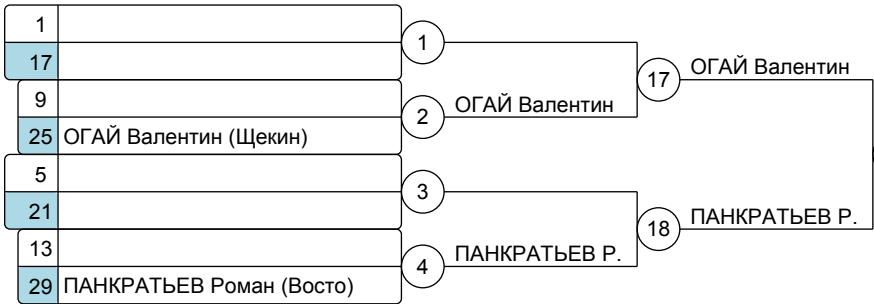 1
17
1
9
25 ОГАЙ Валентин (Щекин)
2
ОГАЙ Валентин
17
ОГАЙ Валентин
5
21
3
13
29 ПАНКРАТЬЕВ Роман (Восто)
4
ПАНКРАТЬЕВ Р.
18
ПАНКРАТЬЕВ Р.